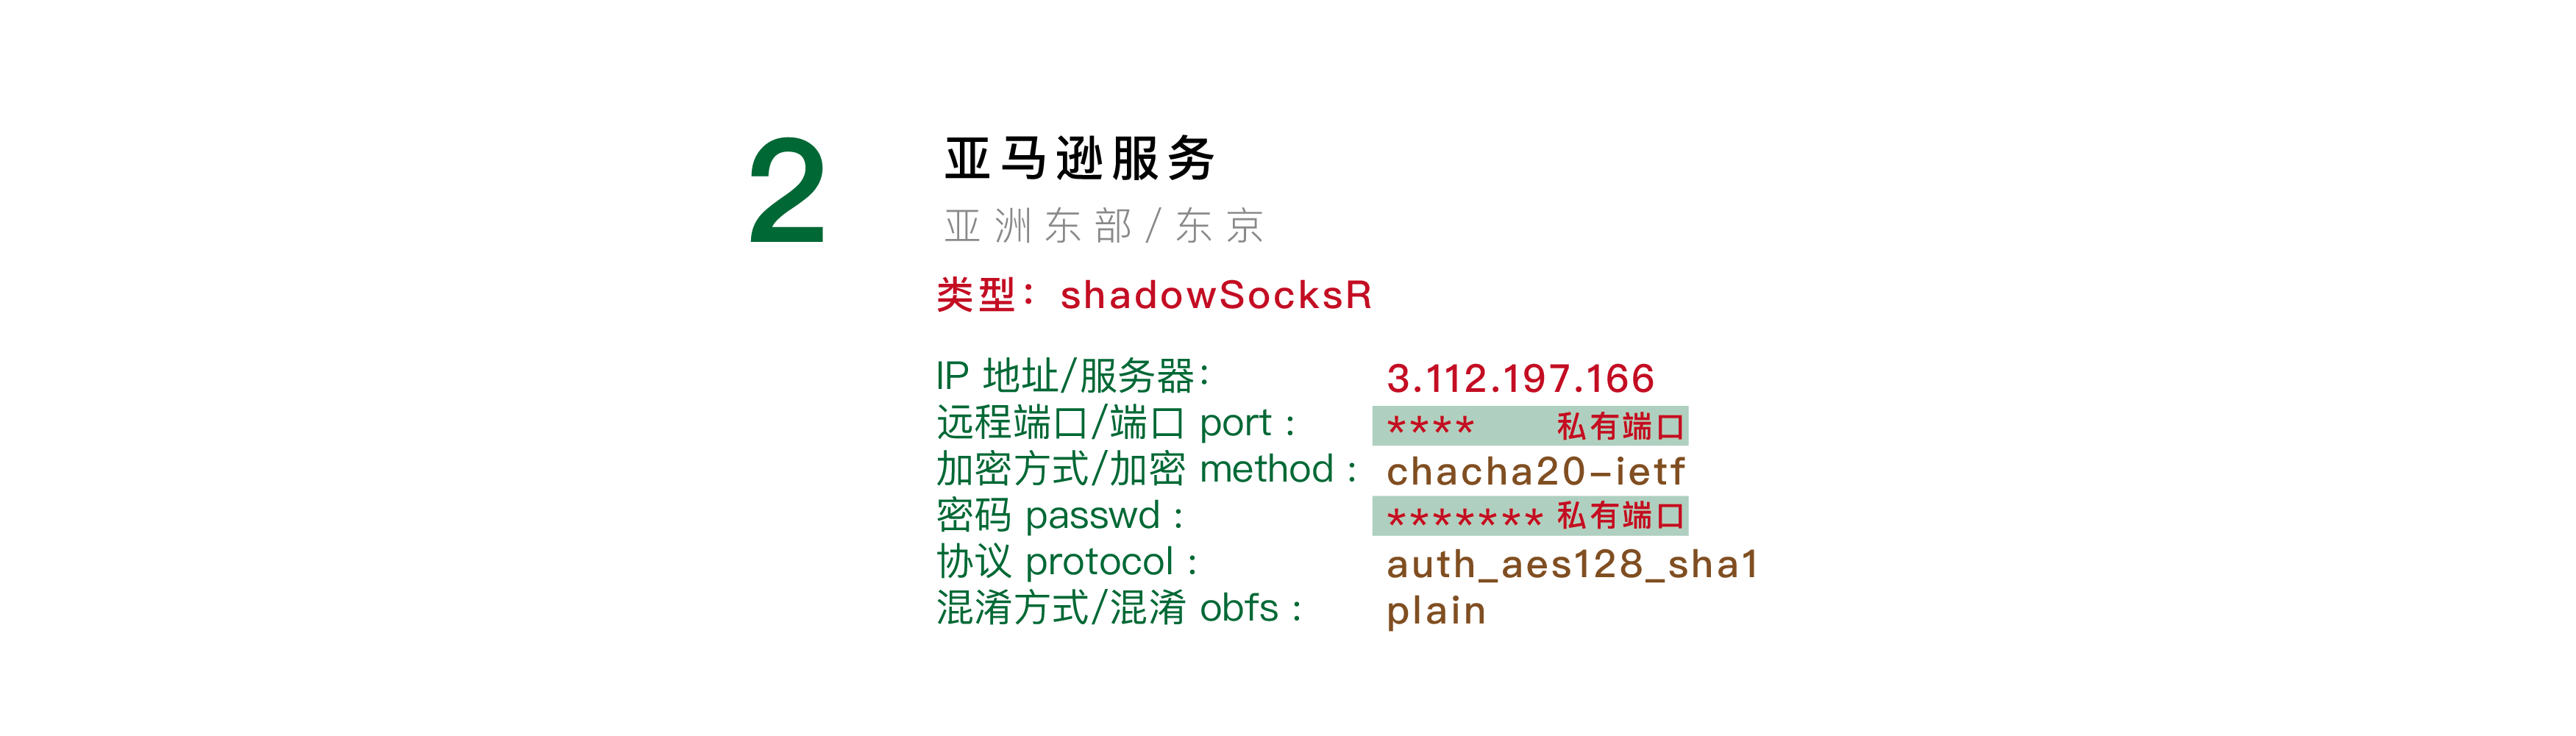 2
亚马逊服务
亚洲东部/东京
类型：shadowSocksR
IP 地址/服务器： 3.112.197.166
远程端口/端口 port： **** 私有端口
加密方式/加密 method： chacha20-ietf
密码 passwd： ******* 私有端口
协议 protocol： auth_aes128_sha1
混淆方式/混淆 obfs： plain